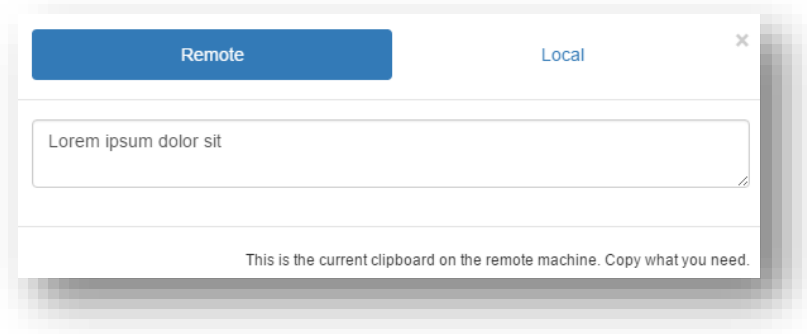 Remote
Local
×
Lorem ipsum dolor sit
This is the current clipboard on the remote machine. Copy what you need.